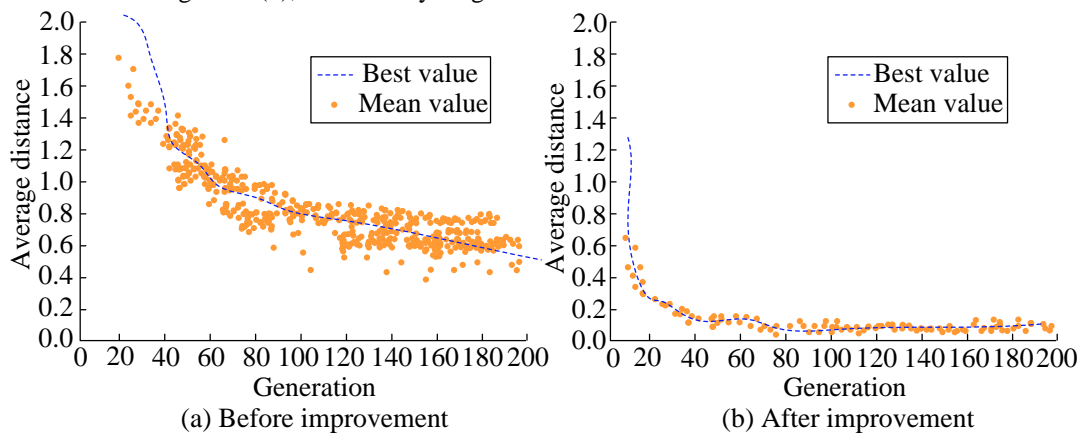 2.0
1.8
1.6
1.4
1.2
1.0
0.8
0.6
0.4
0.2
0.0
Average distance
Best value
Mean value
0 20 40 60 80 100 120 140 160 180 200
Generation
(a) Before improvement
2.0
1.8
1.6
1.4
1.2
1.0
0.8
0.6
0.4
0.2
0.0
Average distance
Best value
Mean value
0 20 40 60 80 100 120 140 160 180 200
Generation
(b) After improvement